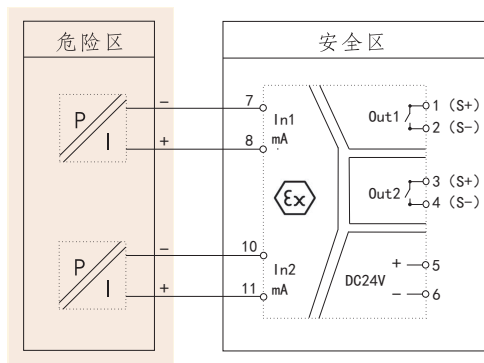 危险区
安全区
P
I
−
7
+
8
In1
mA
Out1
1 (S+)
2 (S-)
Ex
Out2
3 (S+)
4 (S-)
P
I
−
10
+
11
In2
mA
DC24V
+
5
−
6